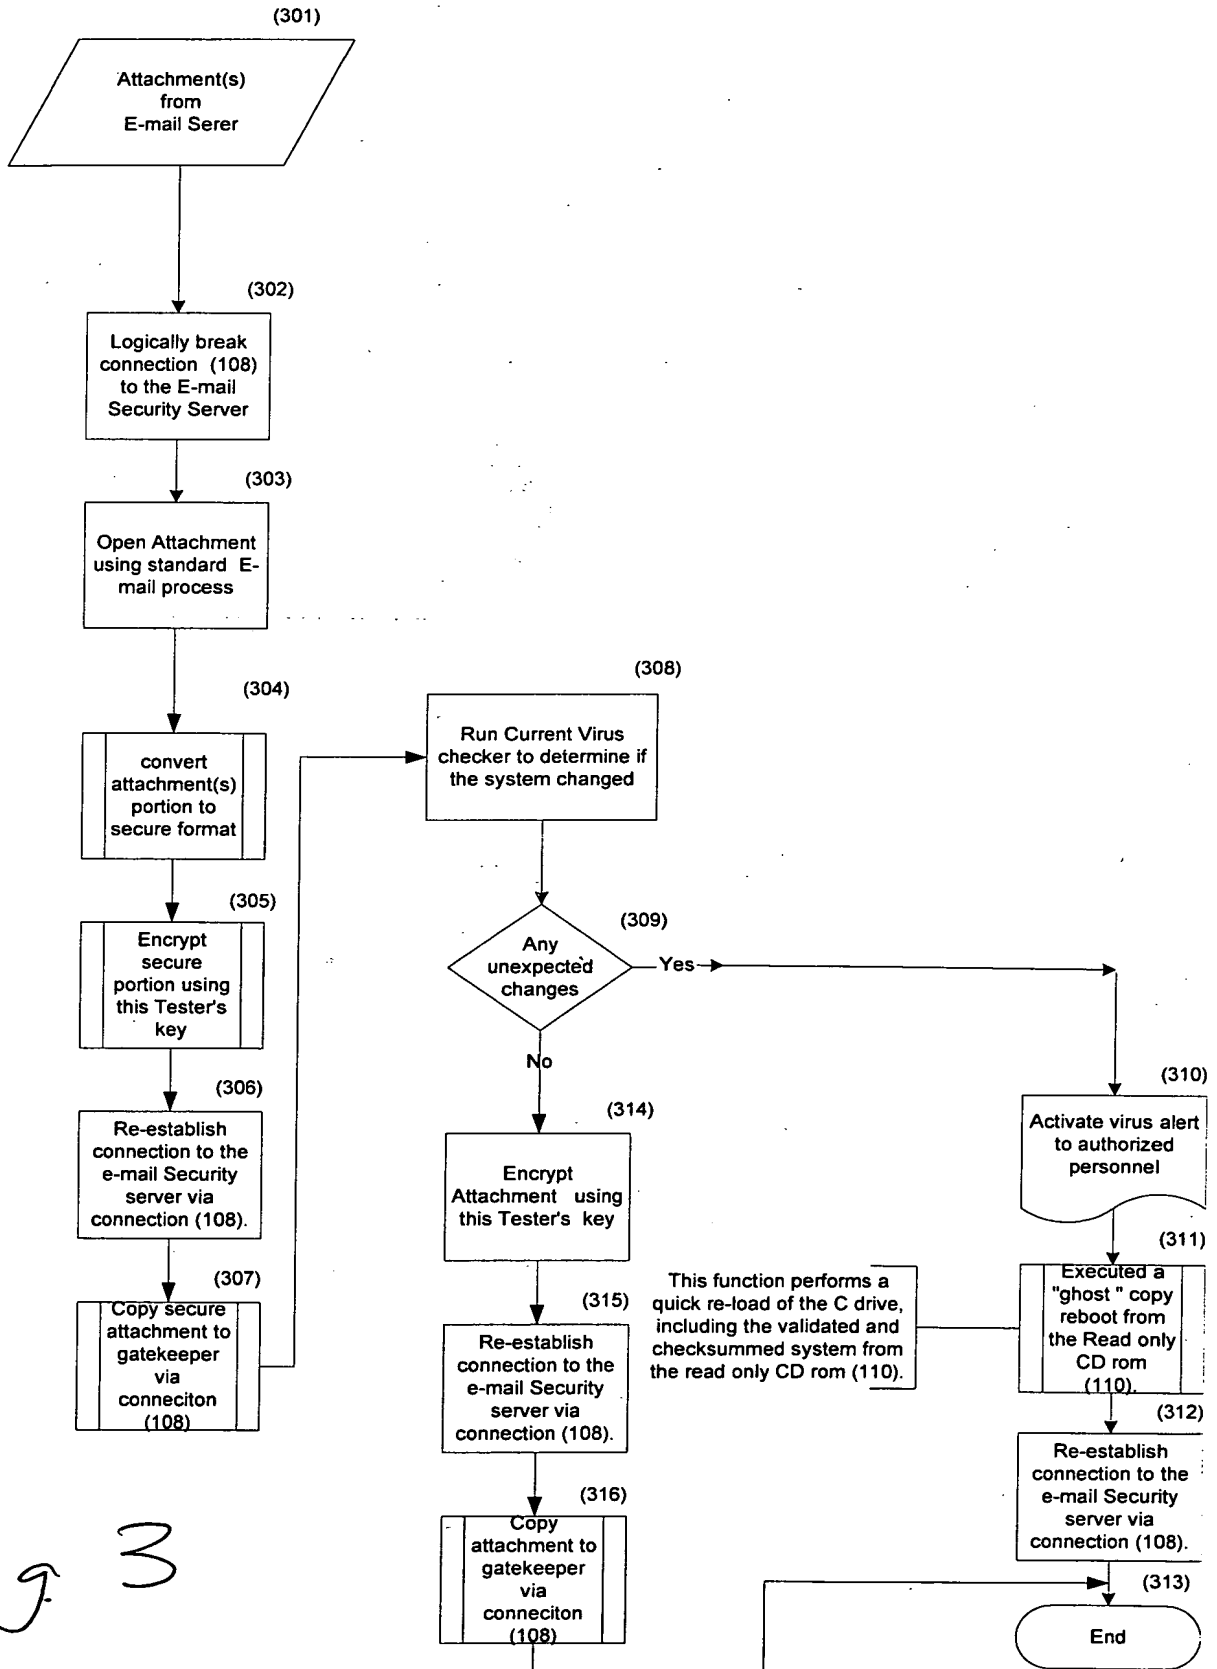 (301)
Attachment(s)
from
E-mail Serer
(302)
Logically break
connection (108)
to the E-mail
Security Server
(303)
Open Attachment
using standard E-
mail process
(304)
convert
attachment(s)
portion to
secure format
(305)
Encrypt
secure
portion using
this Tester's
key
(306)
Re-establish
connection to the
e-mail Security
server via
connection (108).
(307)
Copy secure
attachment to
gatekeeper
via
conneciton
(108)
(308)
Run Current Virus
checker to determine if
the system changed
(309)
Any
unexpected
changes
Yes
No
(314)
Encrypt
Attachment using
this Tester's key
(315)
Re-establish
connection to the
e-mail Security
server via
connection (108).
(316)
Copy
attachment to
gatekeeper
via
conneciton
(108)
(310)
Activate virus alert
to authorized
personnel
(311)
Executed a
"ghost " copy
reboot from
the Read only
CD rom
(110).
This function performs a
quick re-load of the C drive,
including the validated and
checksummed system from
the read only CD rom (110).
(312)
Re-establish
connection to the
e-mail Security
server via
connection (108).
(313)
End
g. 3